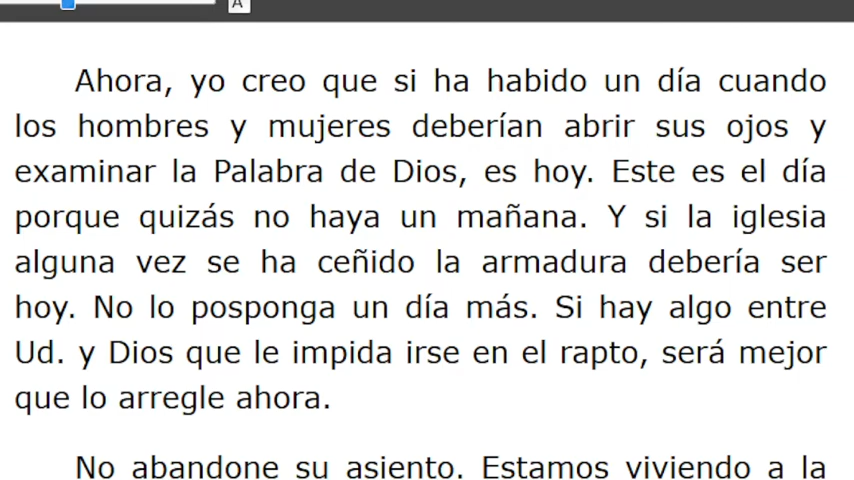 A
Ahora, yo creo que si ha habido un día cuando
los hombres y mujeres deberían abrir sus ojos y
examinar la Palabra de Dios, es hoy. Este es el día
porque quizás no haya un mañana. Y si la iglesia
alguna vez se ha ceñido la armadura debería ser
hoy. No lo posponga un día más. Si hay algo entre
Ud. y Dios que le impida irse en el rapto, será mejor
que lo arregle ahora.
No abandone su asiento. Estamos viviendo a la